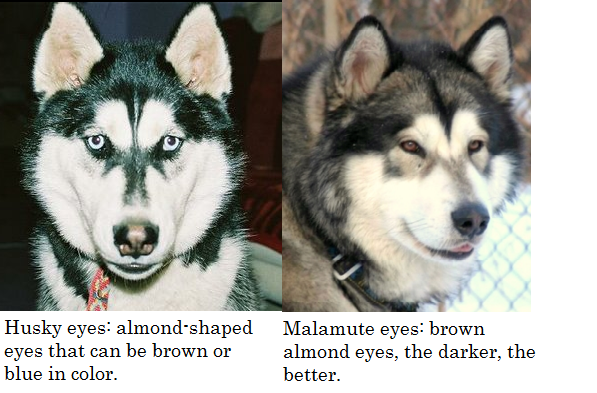 Husky eyes: almond-shaped
eyes that can be brown or
blue in color.
Malamute eyes: brown
almond eyes, the darker, the
better.